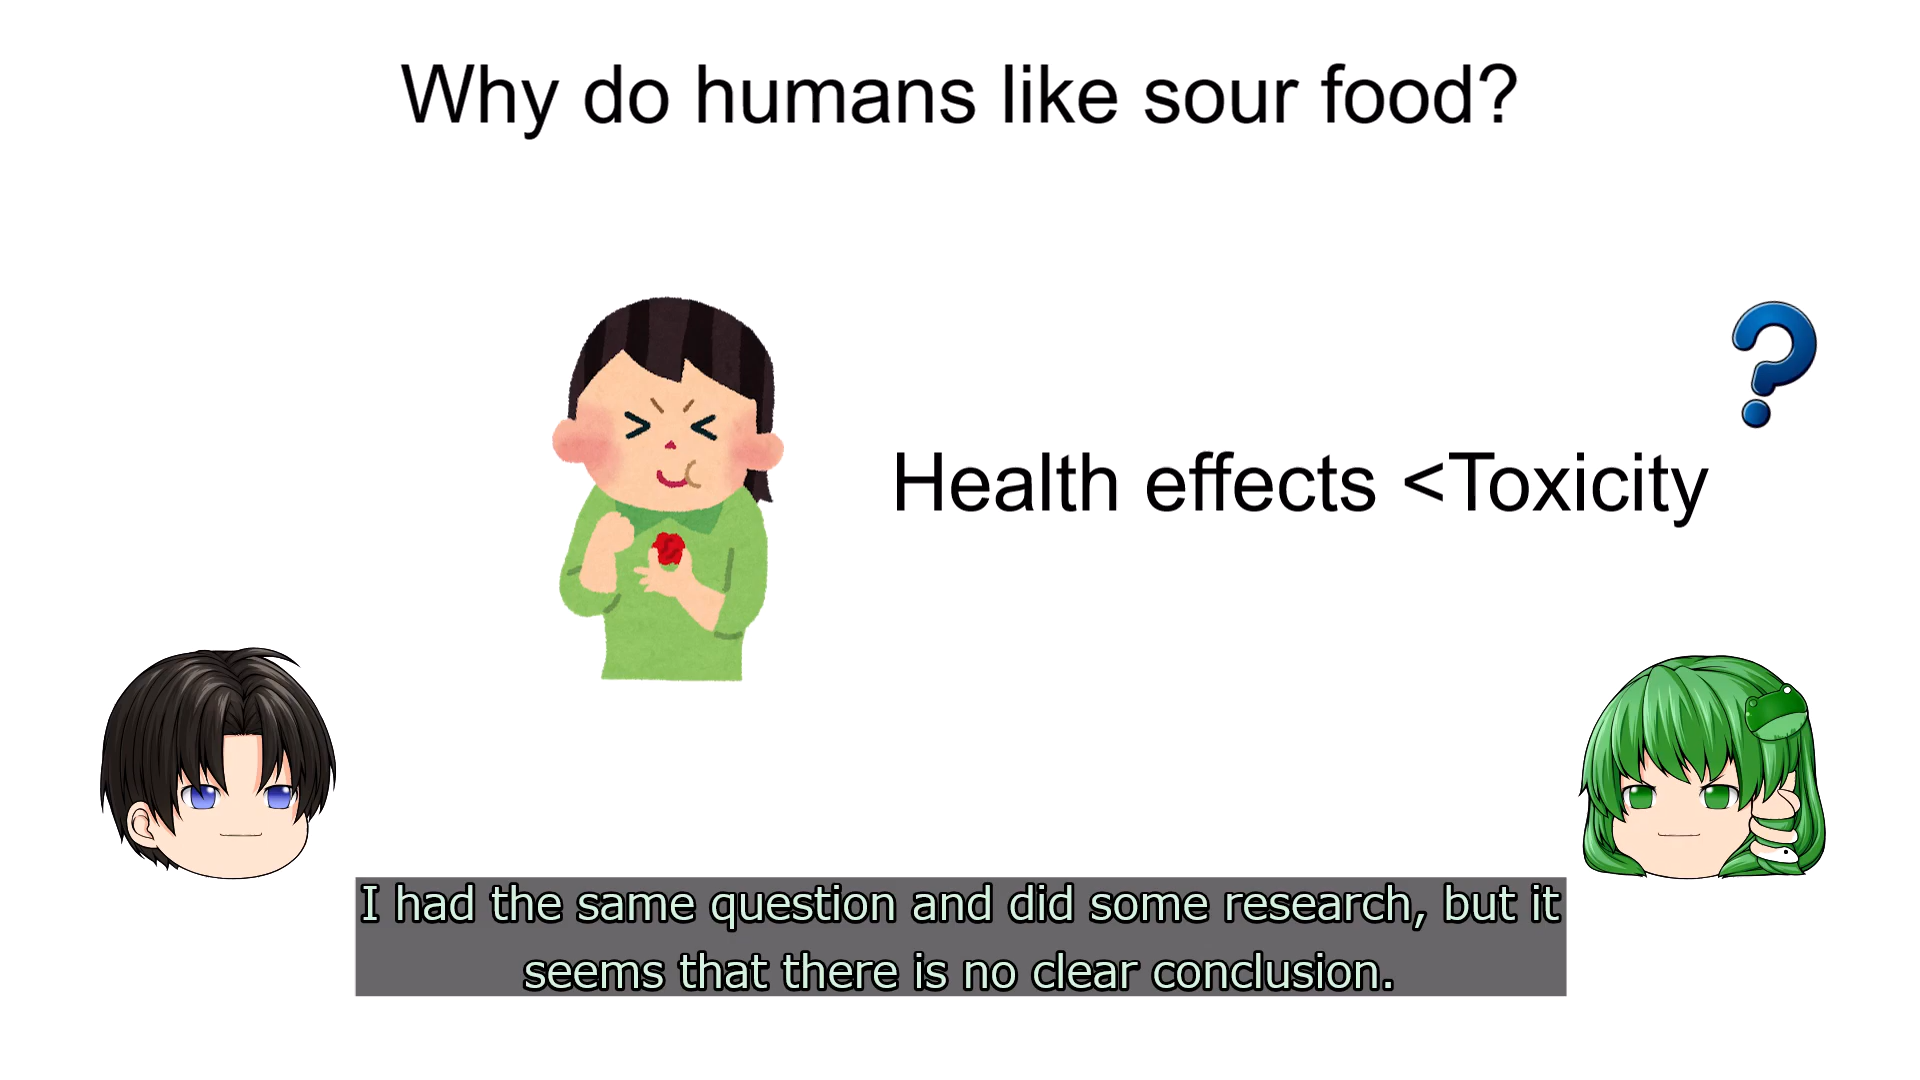 Why do humans like sour food?
?
Health effects <Toxicity
I had the same question and did some research, but it
seems that there is no clear conclusion.